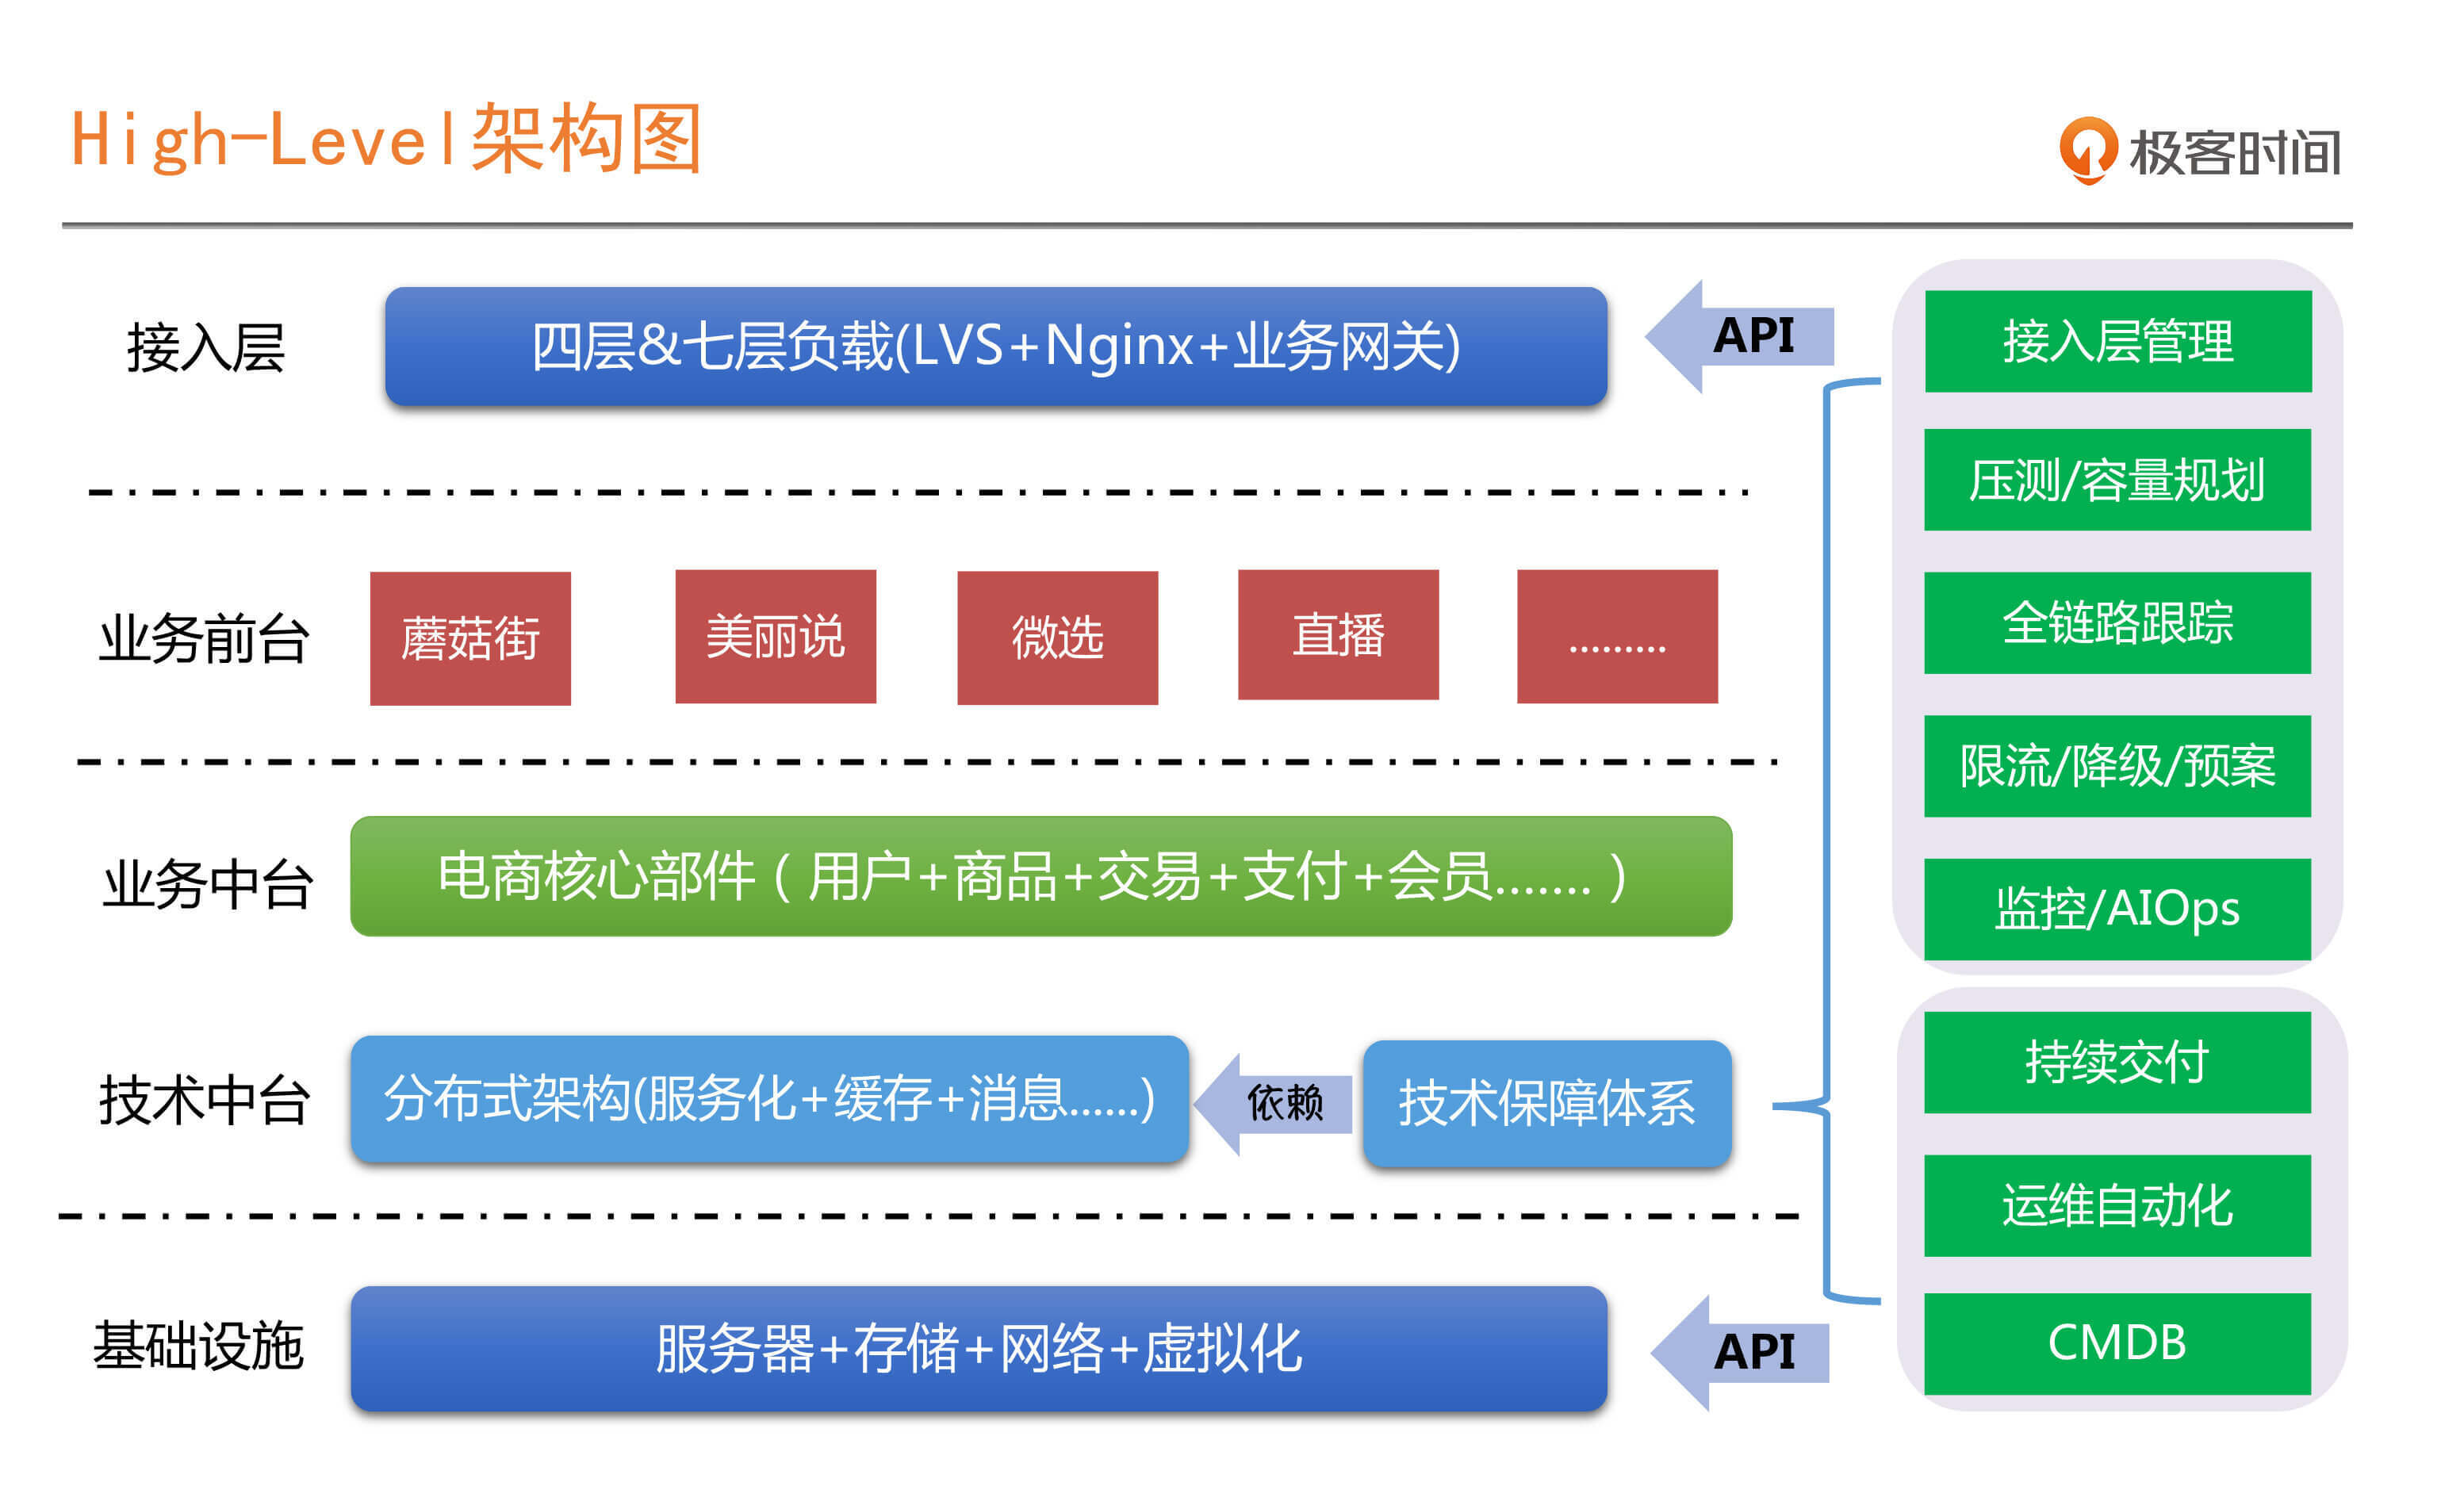 High-Level架构图
极客时间
接入层
四层&七层负载(LVS+Nginx+业务网关)
API
接入层管理
压测/容量规划
业务前台
蘑菇街
美丽说
微选
直播
.........
全链路跟踪
限流/降级/预案
业务中台
电商核心部件（用户+商品+交易+支付+会员.......）
监控/AIOps
技术中台
分布式架构(服务化+缓存+消息......)
依赖
技术保障体系
持续交付
运维自动化
基础设施
服务器+存储+网络+虚拟化
API
CMDB